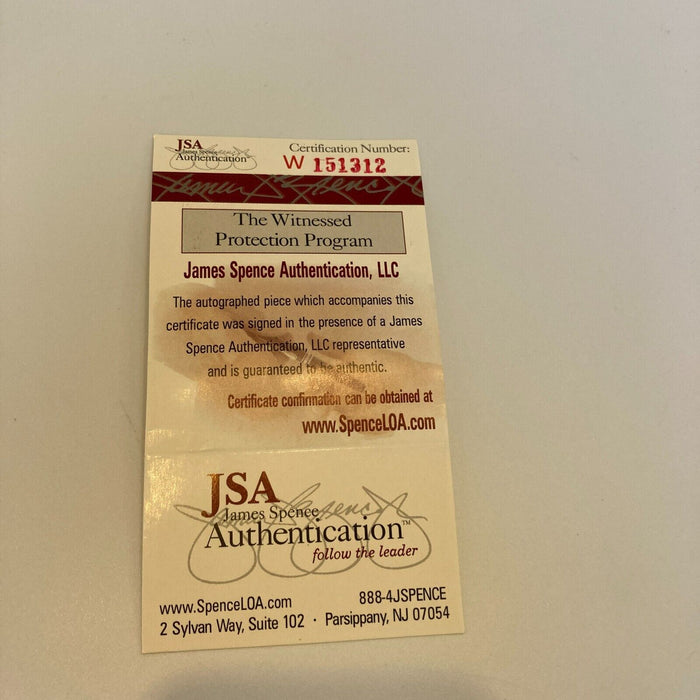 JSA
James Spence
Authentication™
Certification Number:
W 151312
The Witnessed
Protection Program
James Spence Authentication, LLC
The autographed piece which accompanies this
certificate was signed in the presence of a James
Spence Authentication, LLC representative
and is guaranteed to be authentic.
Certificate confirmation can be obtained at
www.SpenceLOA.com
JSA
James Spence
Authentication™
follow the leader
www.SpenceLOA.com
888-4JSPENCE
2 Sylvan Way, Suite 102 · Parsippany, NJ 07054